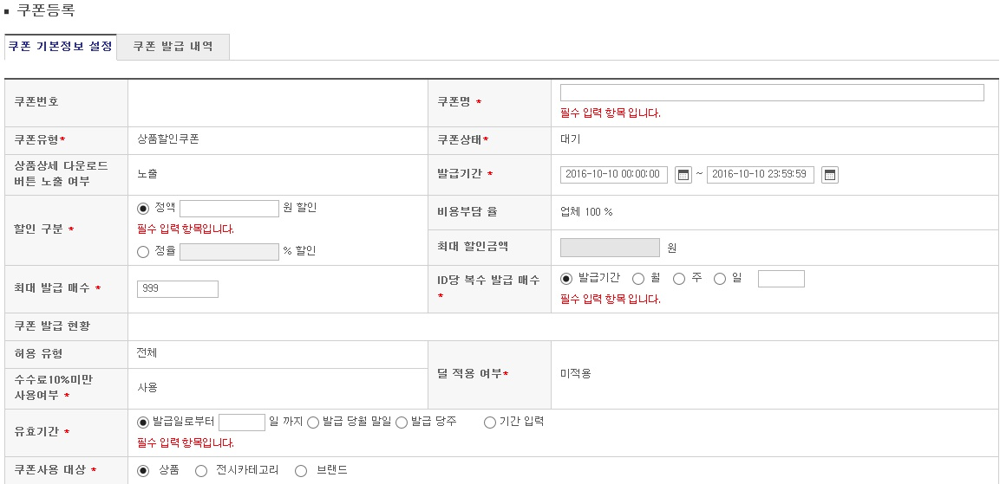 쿠폰등록
쿠폰 기본정보 설정 쿠폰 발급 내역
쿠폰번호
쿠폰명 *
필수 입력 항목 입니다.
쿠폰유형* 상품할인쿠폰 쿠폰상태* 대기
상품상세 다운로드
버튼 노출 여부
노출
발급기간 * 2016-10-10 00:00:00 ~ 2016-10-10 23:59:59
할인 구분 *
정액 원 할인
필수 입력 항목입니다.
정율 % 할인
비용부담 율 업체 100 %
최대 할인금액 원
최대 발급 매수 * 999
ID당 복수 발급 매수
*
발급기간 월 주 일
필수 입력 항목 입니다.
쿠폰 발급 현황
허용 유형 전체
수수료10%미만
사용여부 *
사용
딜 적용 여부* 미적용
유효기간 *
발급일로부터 일 까지 발급 당월 말일 발급 당주 기간 입력
필수 입력 항목입니다.
쿠폰사용 대상 * 상품 전시카테고리 브랜드